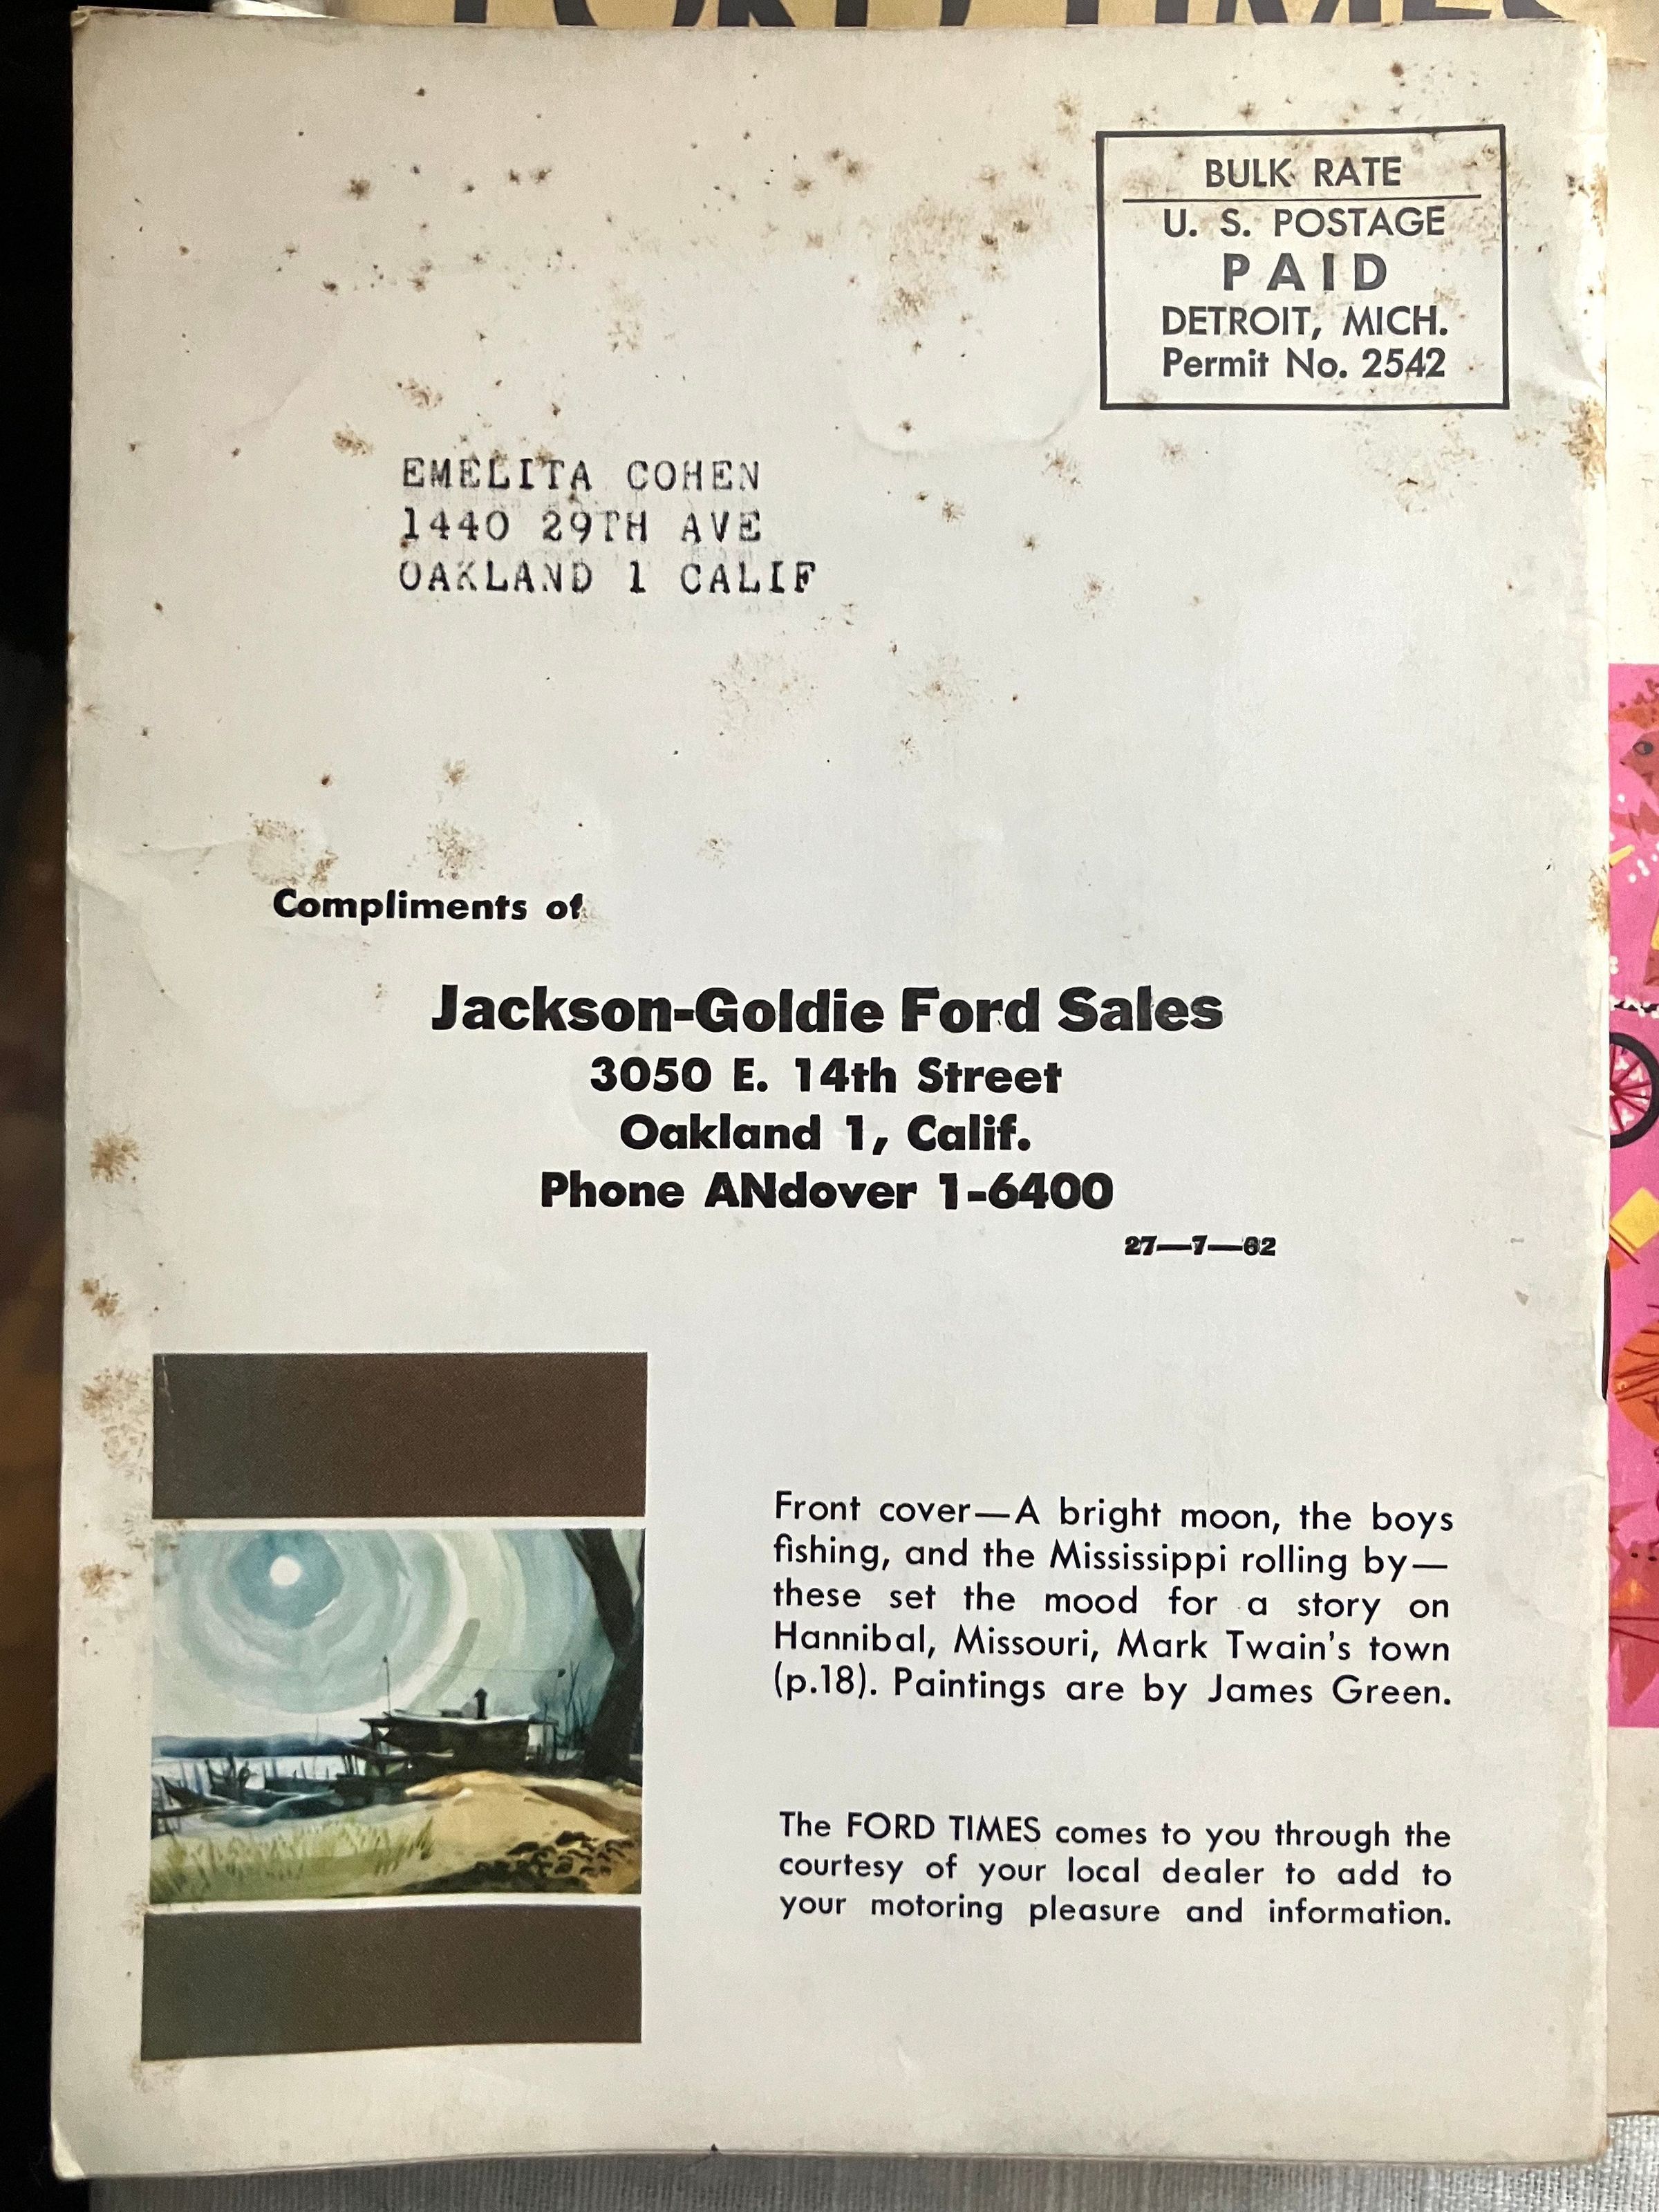 FORD TIMES
BULK RATE
U. S. POSTAGE
PAID
DETROIT, MICH.
Permit No. 2542
EMELITA COHEN
1440 29TH AVE
OAKLAND 1 CALIF
Compliments of
Jackson-Goldie Ford Sales
3050 E. 14th Street
Oakland 1, Calif.
Phone ANdover 1-6400
27—7—62
Front cover—A bright moon, the boys
fishing, and the Mississippi rolling by—
these set the mood for a story on
Hannibal, Missouri, Mark Twain's town
(p.18). Paintings are by James Green.
The FORD TIMES comes to you through the
courtesy of your local dealer to add to
your motoring pleasure and information.